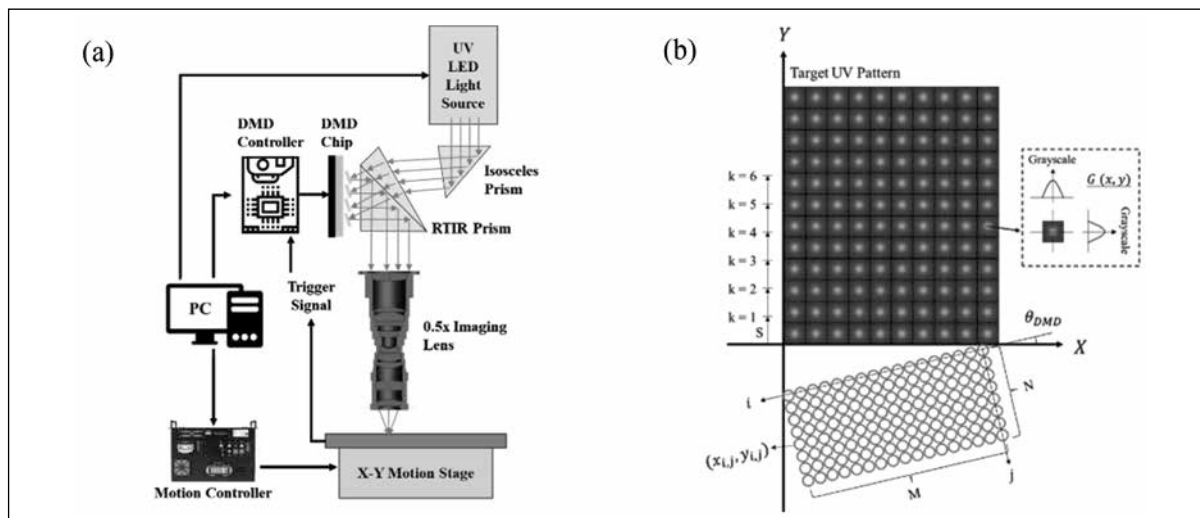 (a)
UV
LED
Light
Source
DMD
Controller
DMD
Chip
Isosceles
Prism
RTIR Prism
PC
Trigger
Signal
0.5x Imaging
Lens
X-Y Motion Stage
Motion Controller
(b)
Y
Target UV Pattern
k = 6
k = 5
k = 4
k = 3
k = 2
k = 1
S
Grayscale
G (x, y)
Grayscale
θDMD
X
i
N
(xi,j, yi,j)
M
j